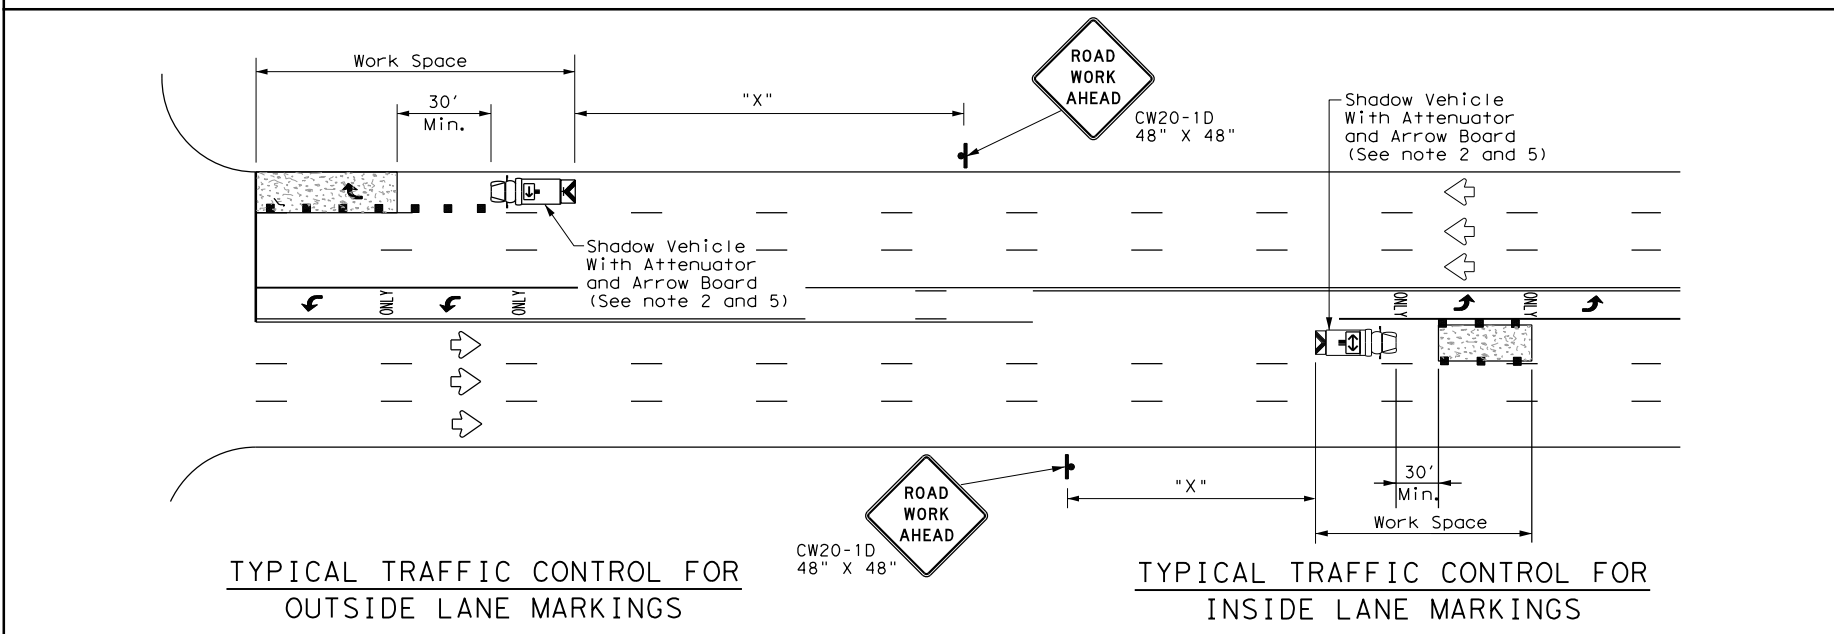 Work Space
30'
Min.
"X"
ROAD
WORK
AHEAD
CW20-1D
48" X 48"
Shadow Vehicle
With Attenuator
and Arrow Board
(See note 2 and 5)
Shadow Vehicle
With Attenuator
and Arrow Board
(See note 2 and 5)
ONLY
ONLY
ONLY
ONLY
ROAD
WORK
AHEAD
CW20-1D
48" X 48"
"X"
30'
Min.
Work Space
TYPICAL TRAFFIC CONTROL FOR
OUTSIDE LANE MARKINGS
TYPICAL TRAFFIC CONTROL FOR
INSIDE LANE MARKINGS